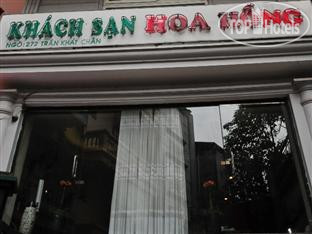 KHÁCH SẠN HOA HỒNG
NGÕ: 272 TRẦN KHÁT CHÂN
TopHotels